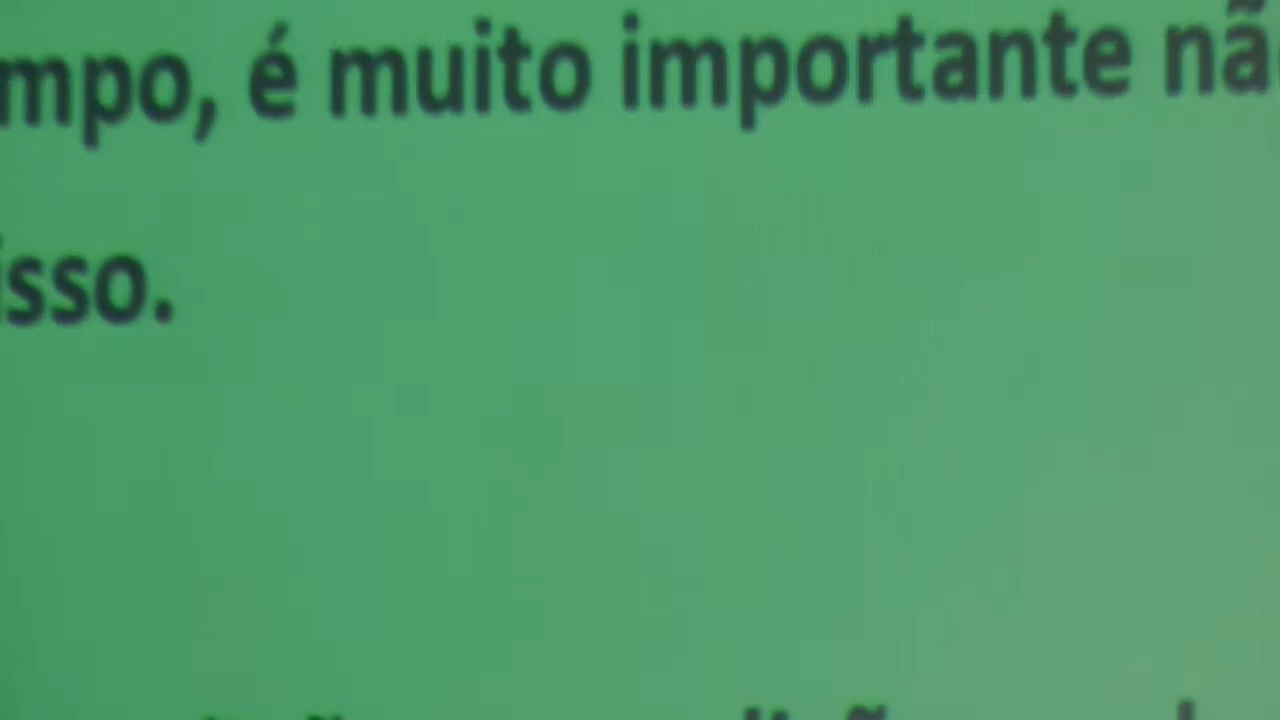 mpo, é muito importante nã
isso.